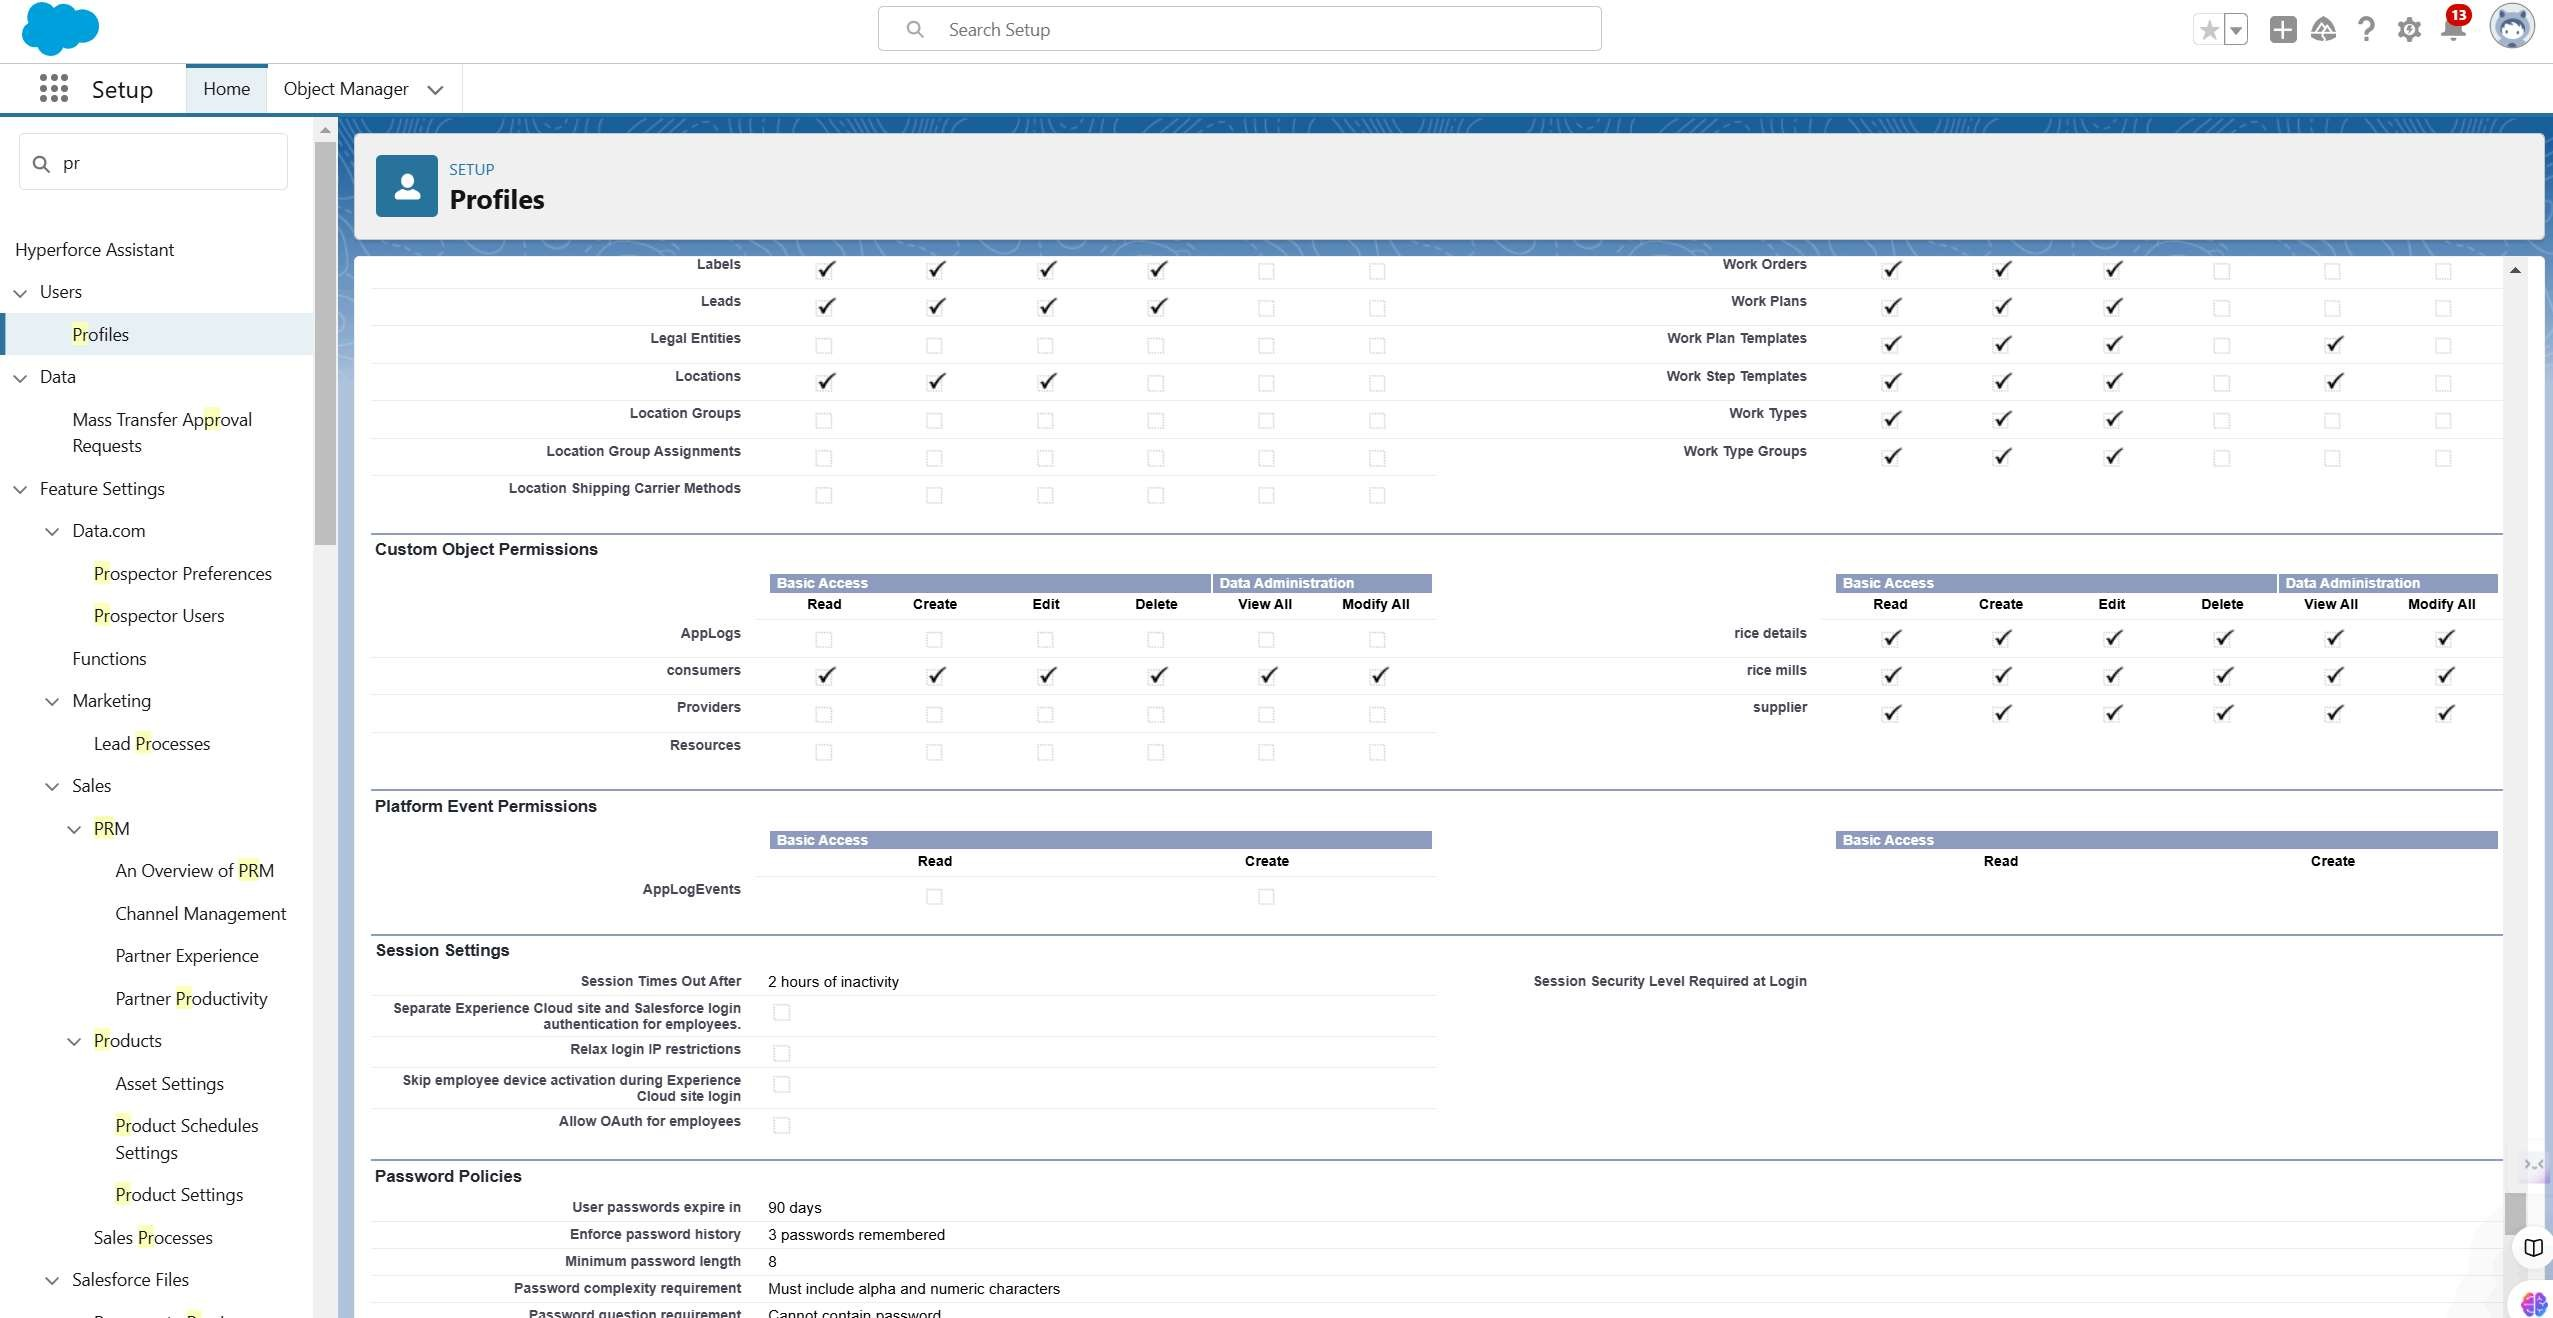 Search Setup
13
Setup
Home
Object Manager
pr
Hyperforce Assistant
Users
Profiles
Data
Mass Transfer Approval
Requests
Feature Settings
Data.com
Prospector Preferences
Prospector Users
Functions
Marketing
Lead Processes
Sales
PRM
An Overview of PRM
Channel Management
Partner Experience
Partner Productivity
Products
Asset Settings
Product Schedules
Settings
Product Settings
Sales Processes
Salesforce Files
SETUP
Profiles
Labels
Work Orders
Leads
Work Plans
Legal Entities
Work Plan Templates
Locations
Work Step Templates
Location Groups
Work Types
Location Group Assignments
Work Type Groups
Location Shipping Carrier Methods
Custom Object Permissions
Basic Access Data Administration
Basic Access Data Administration
Read Create Edit Delete View All Modify All
Read Create Edit Delete View All Modify All
AppLogs
rice details
consumers
rice mills
Providers
supplier
Resources
Platform Event Permissions
Basic Access
Basic Access
Read Create
Read Create
AppLogEvents
Session Settings
Session Times Out After 2 hours of inactivity
Session Security Level Required at Login
Separate Experience Cloud site and Salesforce login
authentication for employees.
Relax login IP restrictions
Skip employee device activation during Experience
Cloud site login
Allow OAuth for employees
Password Policies
User passwords expire in 90 days
Enforce password history 3 passwords remembered
Minimum password length 8
Password complexity requirement Must include alpha and numeric characters
Password question requirement Cannot contain password